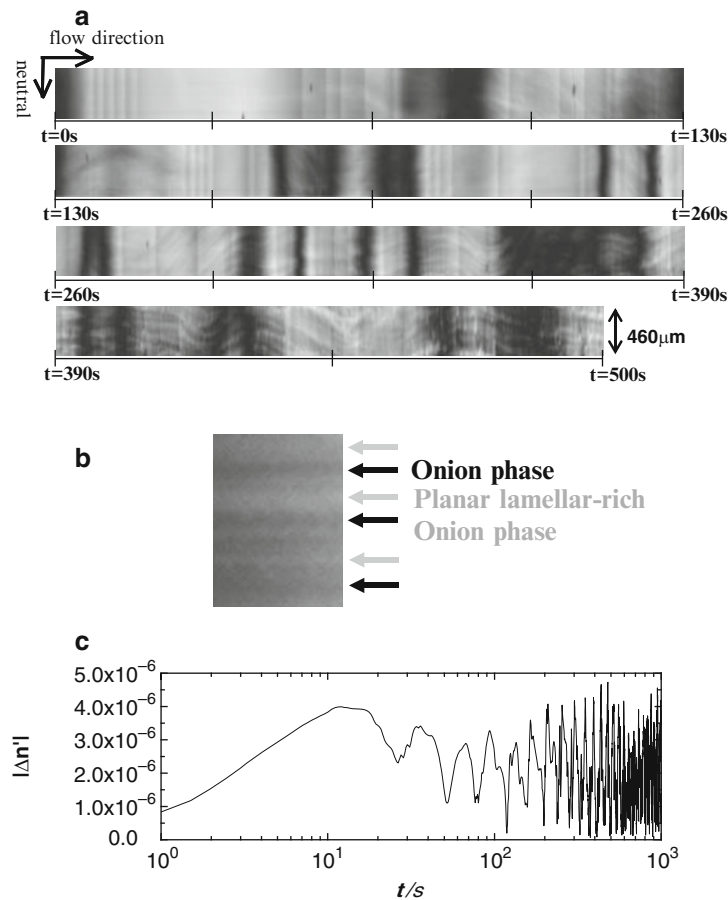 a
flow direction
neutral
t=0s
t=130s
t=130s
t=260s
t=260s
t=390s
t=390s
t=500s
460μm
b
Onion phase
Planar lamellar-rich
Onion phase
c
5.0x10⁻⁶
4.0x10⁻⁶
3.0x10⁻⁶
2.0x10⁻⁶
1.0x10⁻⁶
0.0
|Δn'|
10⁰
10¹
10²
10³
t/s